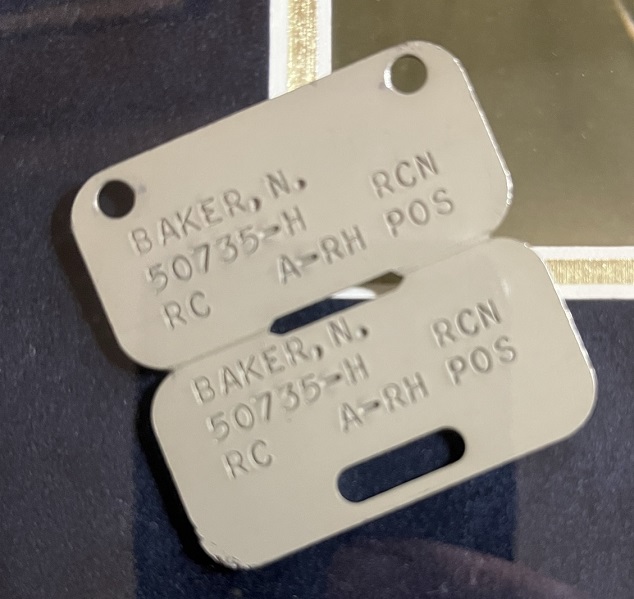 BAKER, N. RCN
50735-H POS
RC A-RH
BAKER, N. RCN
50735-H POS
RC A-RH